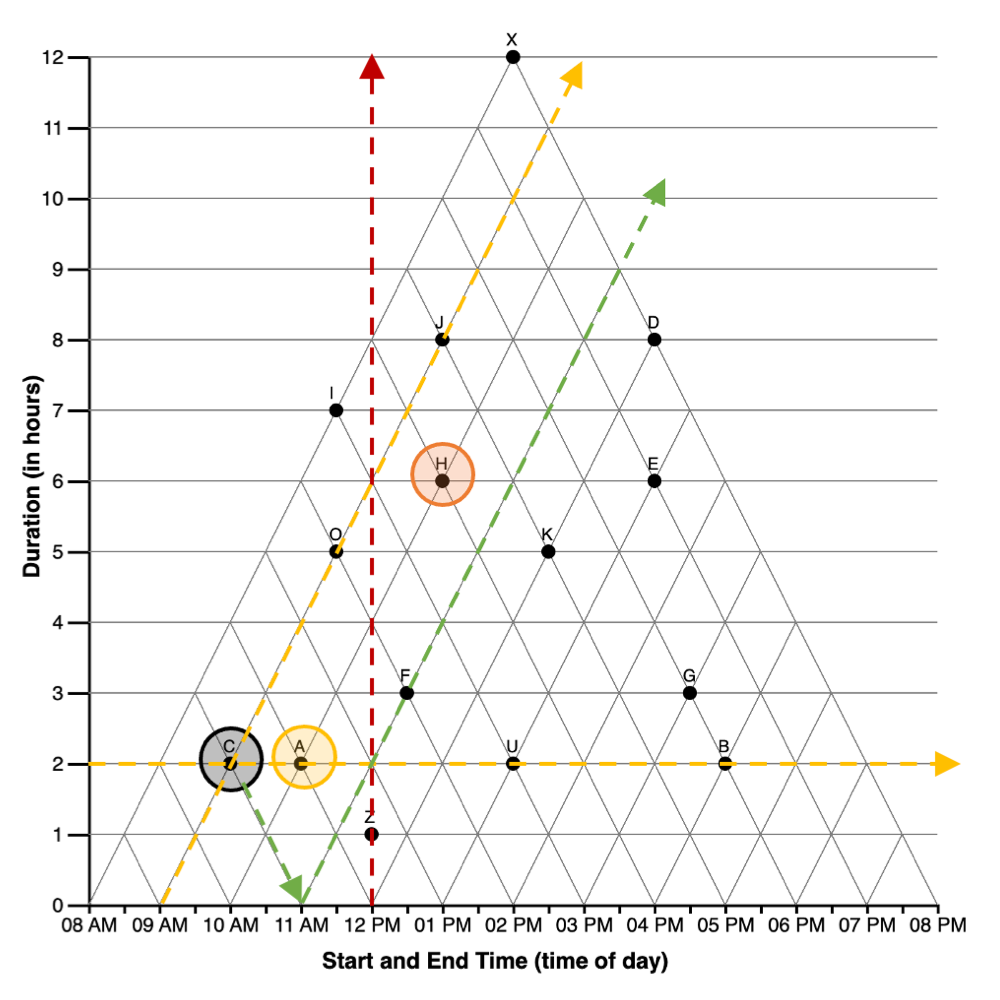 X
12
11
10
9
J
D
8
I
7
H
E
6
O
K
5
4
F
G
3
C
A
U
B
2
Z
1
0
08 AM 09 AM 10 AM 11 AM 12 PM 01 PM 02 PM 03 PM 04 PM 05 PM 06 PM 07 PM 08 PM
Start and End Time (time of day)
Duration (in hours)